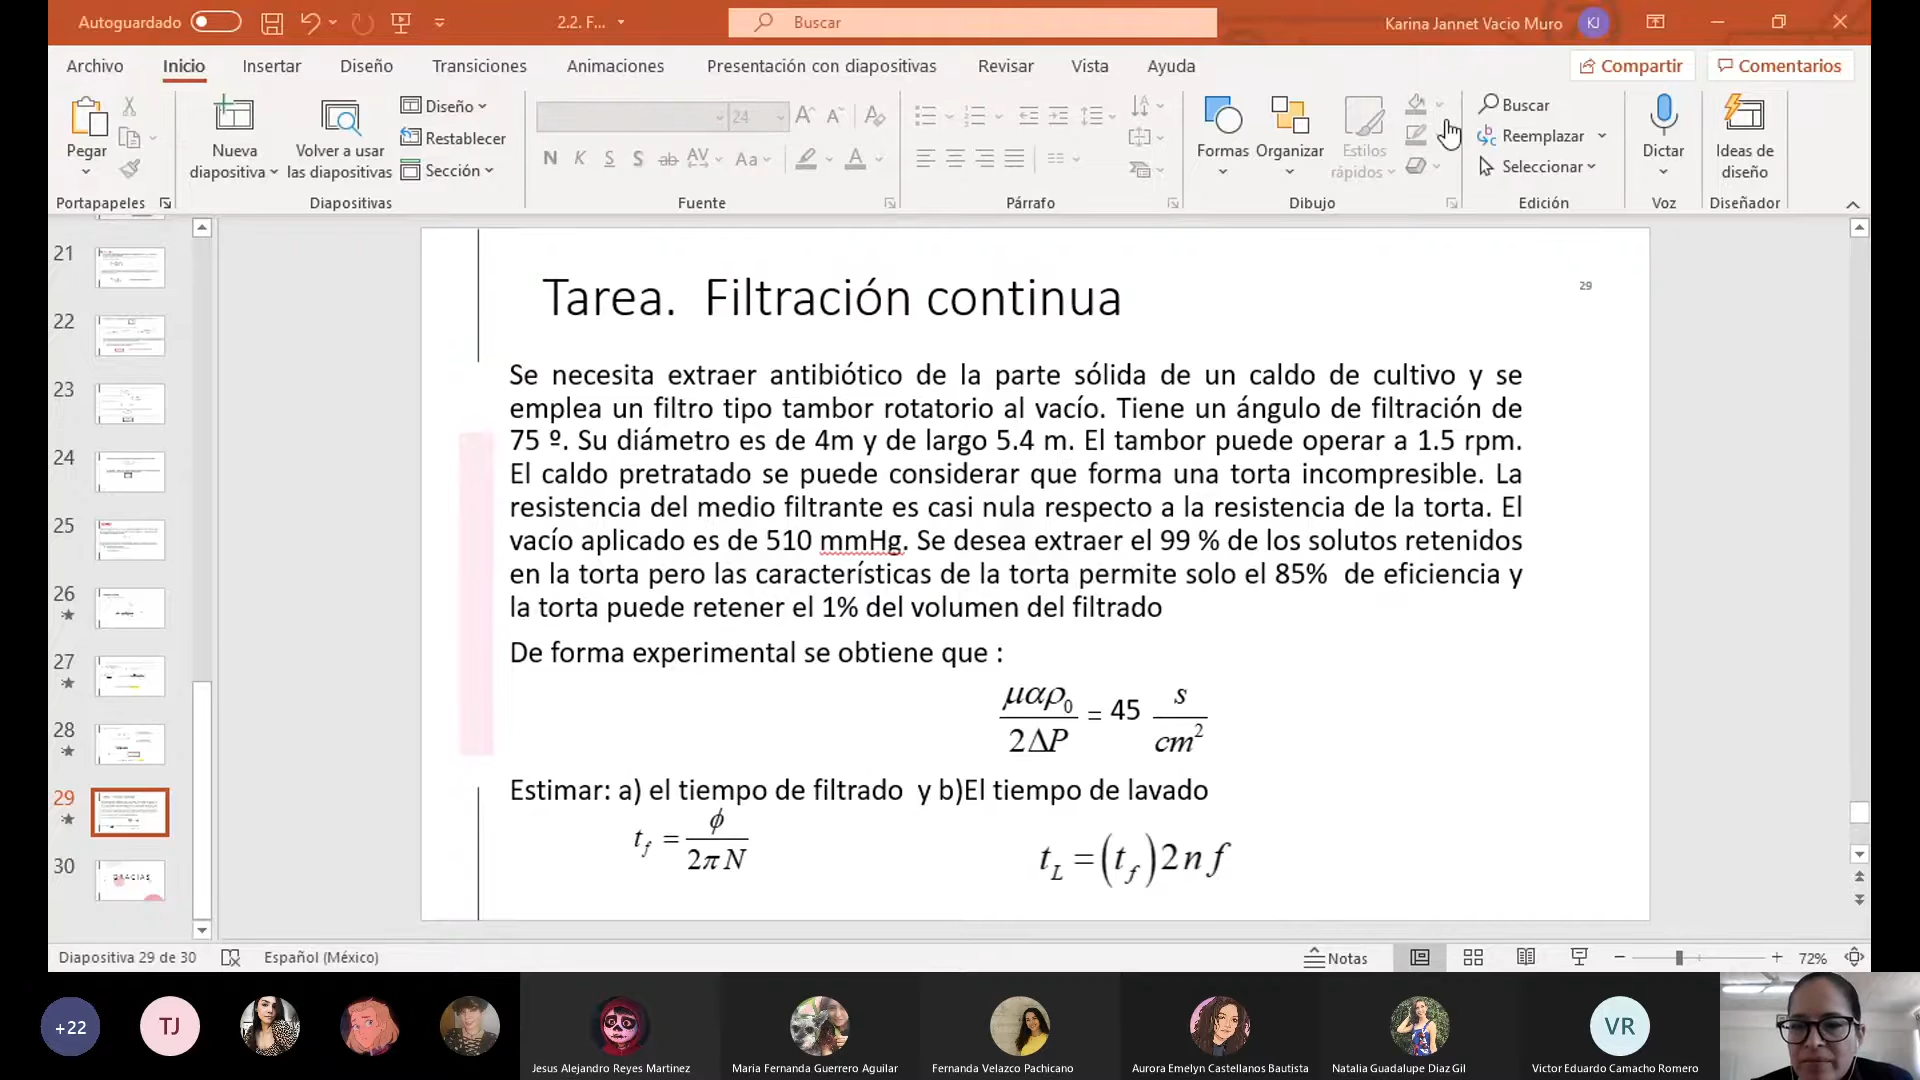 Autoguardado
2.2. F...
Buscar
Karina Jannet Vacio Muro
KJ
Archivo
Inicio
Insertar
Diseño
Transiciones
Animaciones
Presentación con diapositivas
Revisar
Vista
Ayuda
Compartir
Comentarios
Pegar
Nueva
diapositiva
Volver a usar
las diapositivas
Diseño
Restablecer
Sección
24
N K S S ab AV Aa
Formas
Organizar
Estilos
rápidos
Buscar
Reemplazar
Seleccionar
Dictar
Ideas de
diseño
Portapapeles
Diapositivas
Fuente
Párrafo
Dibujo
Edición
Voz
Diseñador
21
22
23
24
25
26
27
28
29
30
GRACIAS
Tarea. Filtración continua
29
Se necesita extraer antibiótico de la parte sólida de un caldo de cultivo y se
emplea un filtro tipo tambor rotatorio al vacío. Tiene un ángulo de filtración de
75 º. Su diámetro es de 4m y de largo 5.4 m. El tambor puede operar a 1.5 rpm.
El caldo pretratado se puede considerar que forma una torta incompresible. La
resistencia del medio filtrante es casi nula respecto a la resistencia de la torta. El
vacío aplicado es de 510 mmHg. Se desea extraer el 99 % de los solutos retenidos
en la torta pero las características de la torta permite solo el 85% de eficiencia y
la torta puede retener el 1% del volumen del filtrado
De forma experimental se obtiene que :
μαρ₀ / 2ΔP = 45 s / cm²
Estimar: a) el tiempo de filtrado y b)El tiempo de lavado
t_f = ϕ / 2πN
t_L = (t_f) 2 n f
Diapositiva 29 de 30
Español (México)
Notas
72%
+22
TJ
Jesus Alejandro Reyes Martinez
Maria Fernanda Guerrero Aguilar
Fernanda Velazco Pachicano
Aurora Emelyn Castellanos Bautista
Natalia Guadalupe Diaz Gil
VR
Victor Eduardo Camacho Romero